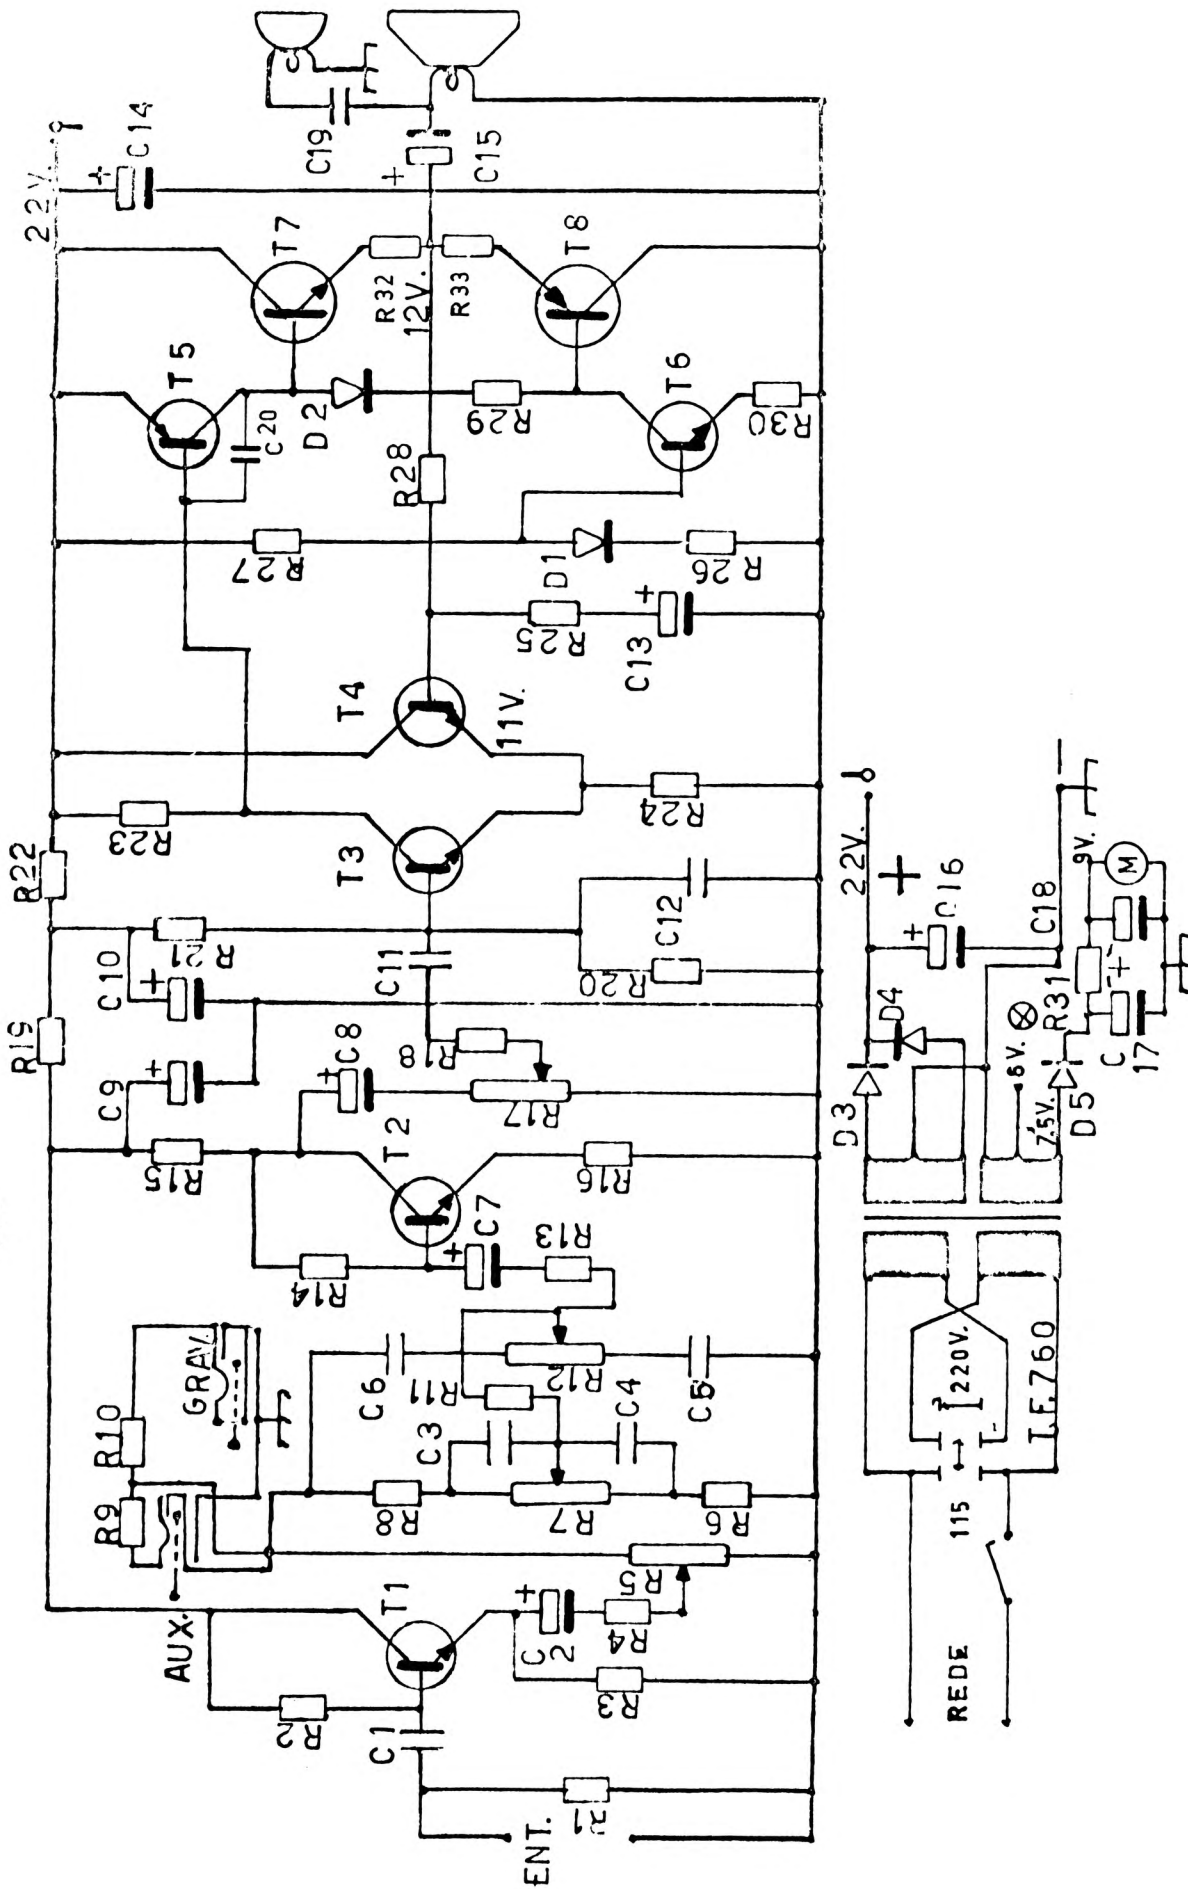 ENT.
R1
C1
R2
T1
R3
C2
R4
R5
AUX.
R9
R10
GRAV.
R6
R7
R8
C3
C4
C5
C6
R11
R12
R13
C7
R14
T2
R15
R16
C9
C8
R17
R18
R19
C10
C11
R21
R20
C12
R22
R23
T3
R24
T4
11V.
R25
C13
R27
D1
R26
R28
T5
C20
D2
R29
T6
R30
T7
R32
12V.
R33
T8
22V.
+
C14
+
C15
C19
REDE
115
220V.
T.F.760
D3
D4
22V.
+
C16
C18
7,5V.
D5
R31
C
17
9V.
M